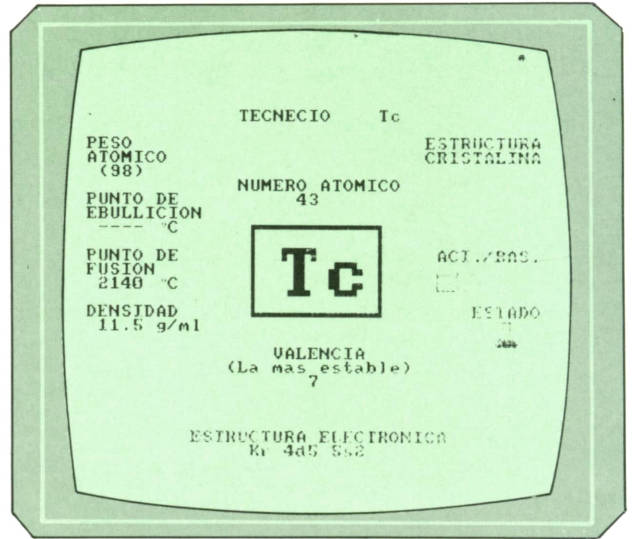 TECNECIO Tc
PESO
ATOMICO
(98)
ESTRUCTURA
CRISTALINA
NUMERO ATOMICO
43
PUNTO DE
EBULLICION
---- °C
Tc
PUNTO DE
FUSION
2140 °C
ACI./BAS.
DENSIDAD
11.5 g/ml
ESTADO
VALENCIA
(La mas estable)
7
ESTRUCTURA ELECTRONICA
Kr 4d5 5s2